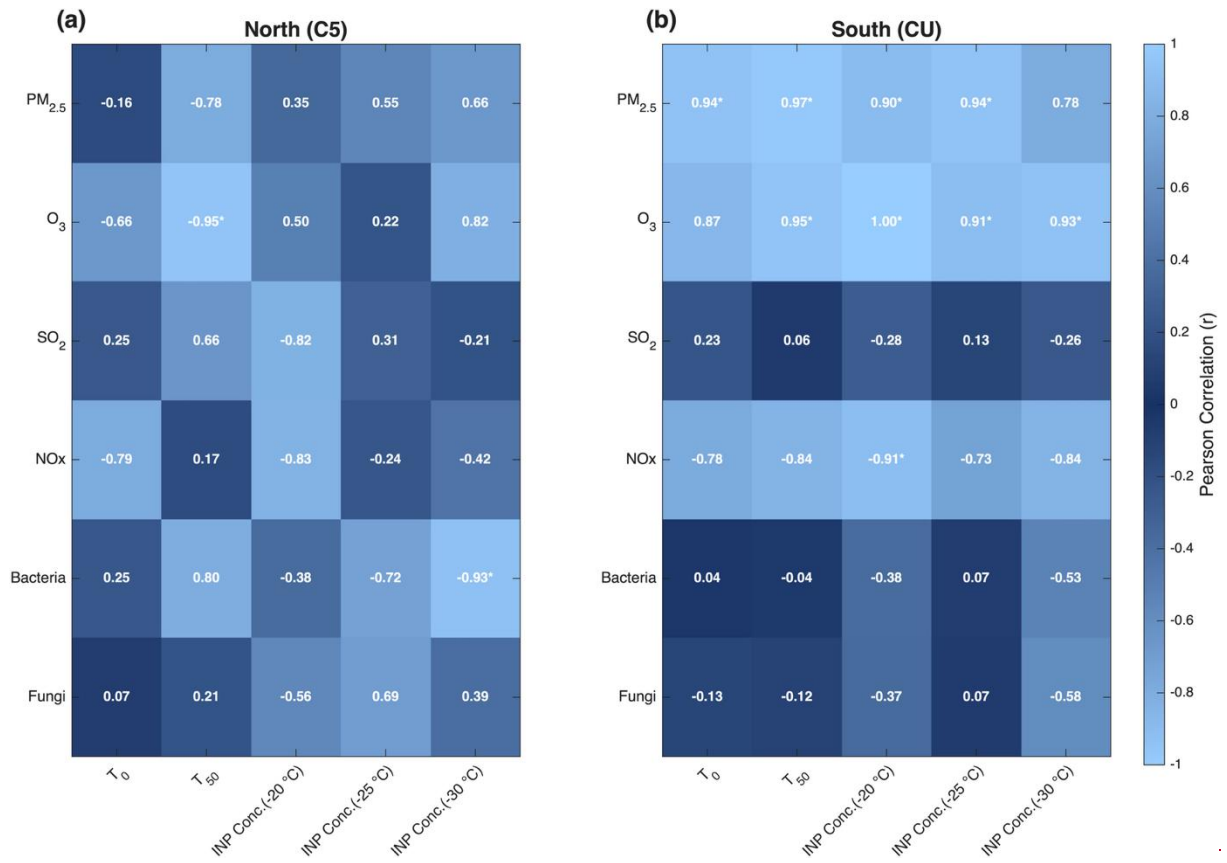 (a) North (C5)
PM2.5 -0.16 -0.78 0.35 0.55 0.66
O3 -0.66 -0.95* 0.50 0.22 0.82
SO2 0.25 0.66 -0.82 0.31 -0.21
NOx -0.79 0.17 -0.83 -0.24 -0.42
Bacteria 0.25 0.80 -0.38 -0.72 -0.93*
Fungi 0.07 0.21 -0.56 0.69 0.39
T0
T50
INP Conc.(-20 °C)
INP Conc.(-25 °C)
INP Conc.(-30 °C)
(b) South (CU)
PM2.5 0.94* 0.97* 0.90* 0.94* 0.78
O3 0.87 0.95* 1.00* 0.91* 0.93*
SO2 0.23 0.06 -0.28 0.13 -0.26
NOx -0.78 -0.84 -0.91* -0.73 -0.84
Bacteria 0.04 -0.04 -0.38 0.07 -0.53
Fungi -0.13 -0.12 -0.37 0.07 -0.58
T0
T50
INP Conc.(-20 °C)
INP Conc.(-25 °C)
INP Conc.(-30 °C)
1
0.8
0.6
0.4
0.2
0
-0.2
-0.4
-0.6
-0.8
-1
Pearson Correlation (r)